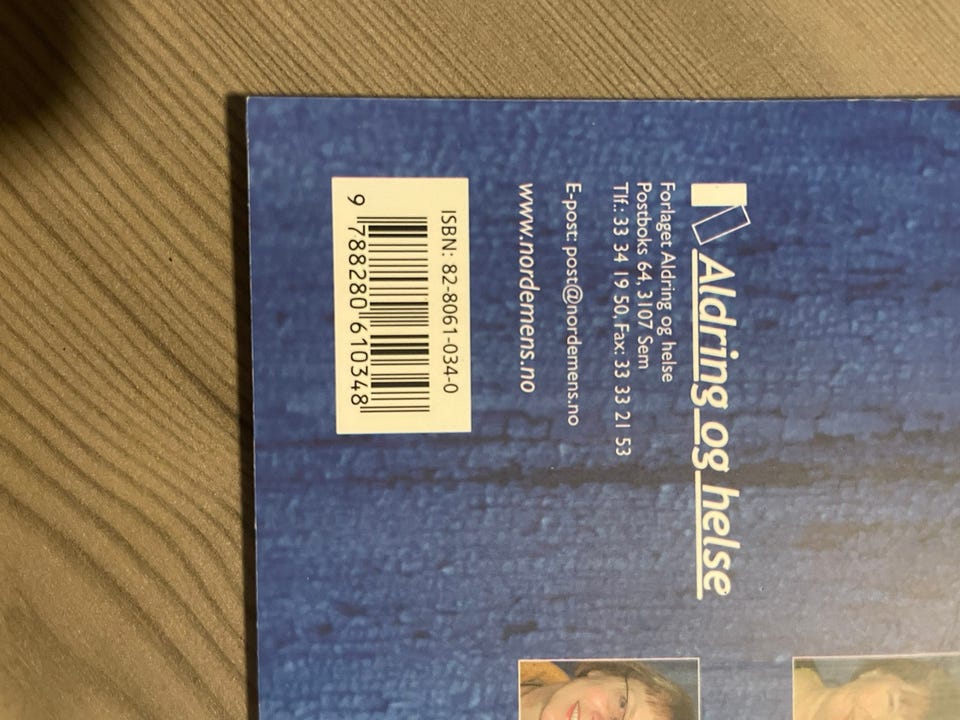 Aldring og helse
Forlaget Aldring og helse
Postboks 64, 3107 Sem
Tlf.: 33 34 19 50, Fax: 33 33 21 53
E-post: post@nordemens.no
www.nordemens.no
ISBN: 82-8061-034-0
9 788280 610348